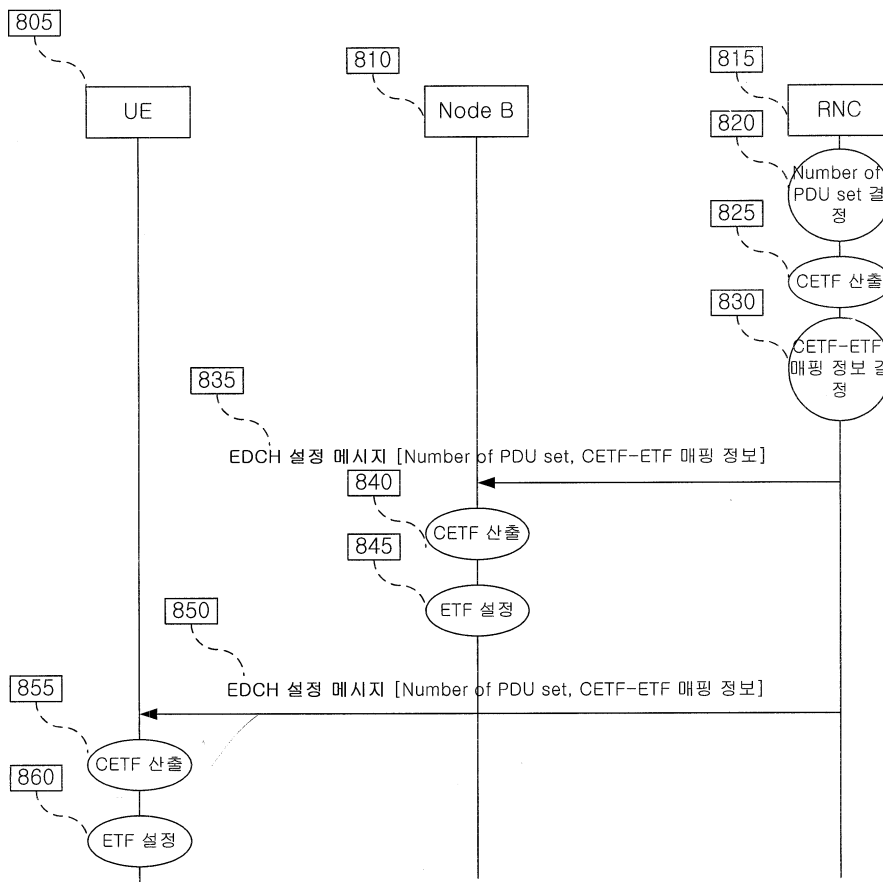 805
UE
810
Node B
815
RNC
820
Number of
PDU set 결
정
825
CETF 산출
830
CETF-ETF
매핑 정보 결
정
835
EDCH 설정 메시지 [Number of PDU set, CETF-ETF 매핑 정보]
840
CETF 산출
845
ETF 설정
850
EDCH 설정 메시지 [Number of PDU set, CETF-ETF 매핑 정보]
855
CETF 산출
860
ETF 설정